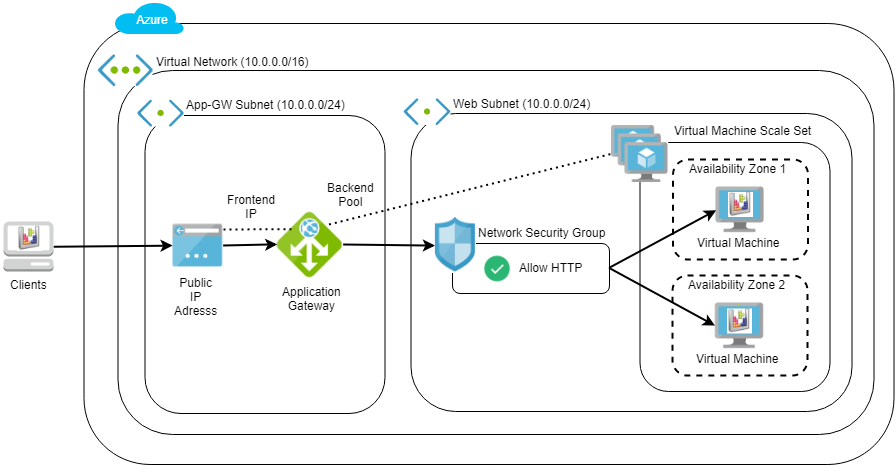 Azure
Virtual Network (10.0.0.0/16)
App-GW Subnet (10.0.0.0/24)
Web Subnet (10.0.0.0/24)
Virtual Machine Scale Set
Availability Zone 1
Virtual Machine
Availability Zone 2
Virtual Machine
Frontend
IP
Backend
Pool
Network Security Group
Allow HTTP
Clients
Public
IP
Adresss
Application
Gateway